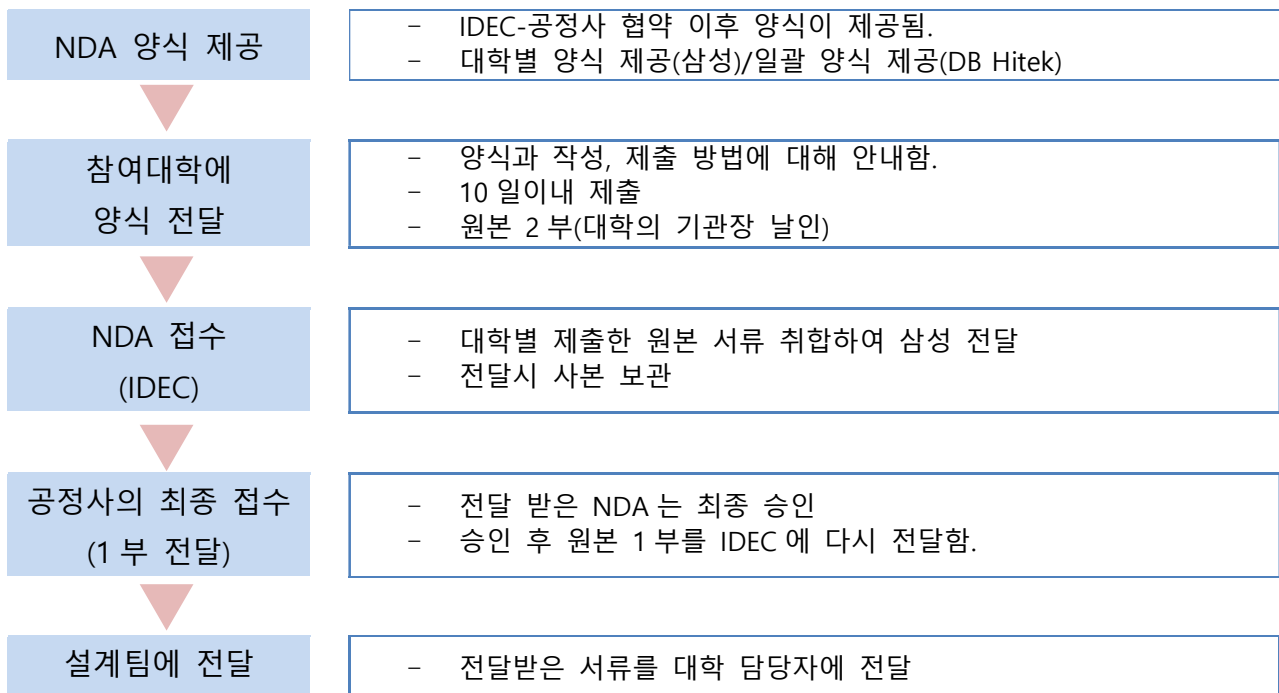 NDA 양식 제공
- IDEC-공정사 협약 이후 양식이 제공됨.
- 대학별 양식 제공(삼성)/일괄 양식 제공(DB Hitek)
참여대학에
양식 전달
- 양식과 작성, 제출 방법에 대해 안내함.
- 10 일이내 제출
- 원본 2 부(대학의 기관장 날인)
NDA 접수
(IDEC)
- 대학별 제출한 원본 서류 취합하여 삼성 전달
- 전달시 사본 보관
공정사의 최종 접수
(1 부 전달)
- 전달 받은 NDA 는 최종 승인
- 승인 후 원본 1 부를 IDEC 에 다시 전달함.
설계팀에 전달
- 전달받은 서류를 대학 담당자에 전달